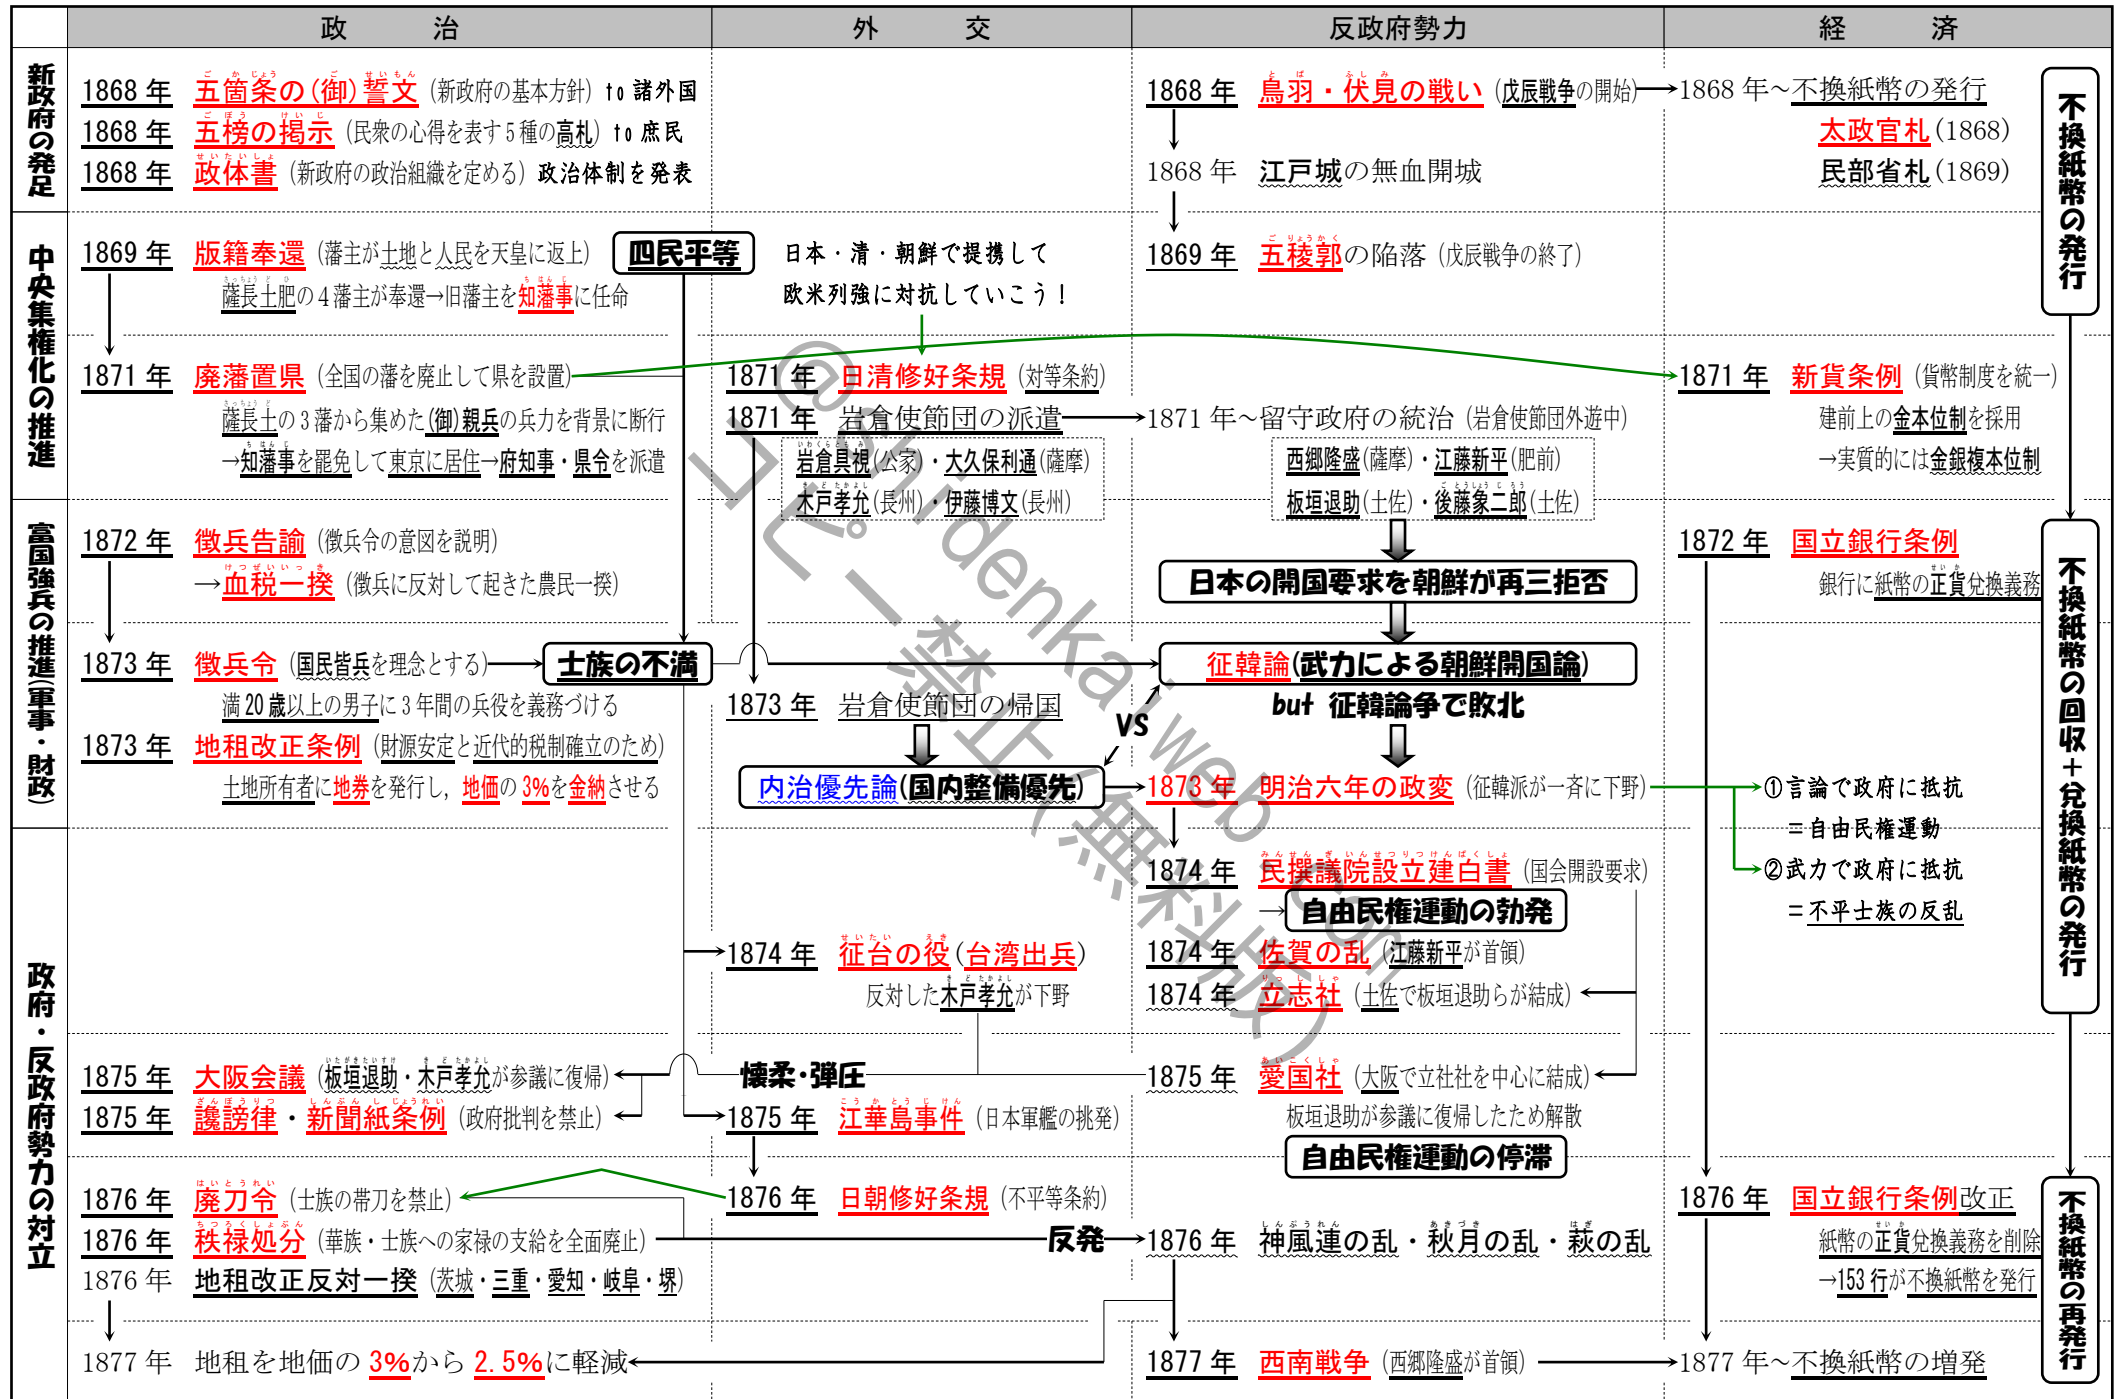 政治 外交 反政府勢力 経済
新政府の発足
1868年 五箇条の(御)誓文(新政府の基本方針) to 諸外国
1868年 五榜の掲示(民衆の心得を表す5種の高札) to 庶民
1868年 政体書(新政府の政治組織を定める) 政治体制を発表
1868年 鳥羽・伏見の戦い(戊辰戦争の開始)
1868年 江戸城の無血開城
1868年~不換紙幣の発行
太政官札(1868)
民部省札(1869)
不換紙幣の発行
中央集権化の推進
1869年 版籍奉還(藩主が土地と人民を天皇に返上)
薩長土肥の4藩主が奉還→旧藩主を知藩事に任命
四民平等
日本・清・朝鮮で提携して
欧米列強に対抗していこう!
1869年 五稜郭の陥落(戊辰戦争の終了)
1871年 廃藩置県(全国の藩を廃止して県を設置)
薩長土の3藩から集めた(御)親兵の兵力を背景に断行
→知藩事を罷免して東京に居住→府知事・県令を派遣
1871年 日清修好条規(対等条約)
1871年 岩倉使節団の派遣
岩倉具視(公家)・大久保利通(薩摩)
木戸孝允(長州)・伊藤博文(長州)
1871年~留守政府の統治(岩倉使節団外遊中)
西郷隆盛(薩摩)・江藤新平(肥前)
板垣退助(土佐)・後藤象二郎(土佐)
1871年 新貨条例(貨幣制度を統一)
建前上の金本位制を採用
→実質的には金銀複本位制
富国強兵の推進(軍事・財政)
1872年 徴兵告諭(徴兵令の意図を説明)
→血税一揆(徴兵に反対して起きた農民一揆)
日本の開国要求を朝鮮が再三拒否
1872年 国立銀行条例
銀行に紙幣の正貨兌換義務
不換紙幣の回収+兌換紙幣の発行
1873年 徴兵令(国民皆兵を理念とする)
満20歳以上の男子に3年間の兵役を義務づける
士族の不満
1873年 地租改正条例(財源安定と近代的税制確立のため)
土地所有者に地券を発行し,地価の3%を金納させる
1873年 岩倉使節団の帰国
内治優先論(国内整備優先)
VS
征韓論(武力による朝鮮開国論)
but 征韓論争で敗北
1873年 明治六年の政変(征韓派が一斉に下野)
①言論で政府に抵抗
=自由民権運動
②武力で政府に抵抗
=不平士族の反乱
政府・反政府勢力の対立
1874年 民撰議院設立建白書(国会開設要求)
→自由民権運動の勃発
1874年 征台の役(台湾出兵)
反対した木戸孝允が下野
1874年 佐賀の乱(江藤新平が首領)
1874年 立志社(土佐で板垣退助らが結成)
1875年 大阪会議(板垣退助・木戸孝允が参議に復帰)
1875年 讒謗律・新聞紙条例(政府批判を禁止)
懐柔・弾圧
1875年 江華島事件(日本軍艦の挑発)
1875年 愛国社(大阪で立社社を中心に結成)
板垣退助が参議に復帰したため解散
自由民権運動の停滞
1876年 廃刀令(士族の帯刀を禁止)
1876年 秩禄処分(華族・士族への家禄の支給を全面廃止)
1876年 地租改正反対一揆(茨城・三重・愛知・岐阜・堺)
1876年 日朝修好条規(不平等条約)
反発
1876年 神風連の乱・秋月の乱・萩の乱
1876年 国立銀行条例改正
紙幣の正貨兌換義務を削除
→153行が不換紙幣を発行
不換紙幣の再発行
1877年 地租を地価の3%から2.5%に軽減
1877年 西南戦争(西郷隆盛が首領)
1877年~不換紙幣の増発
@shidenkaiweb.com
コピー禁止(無料版)